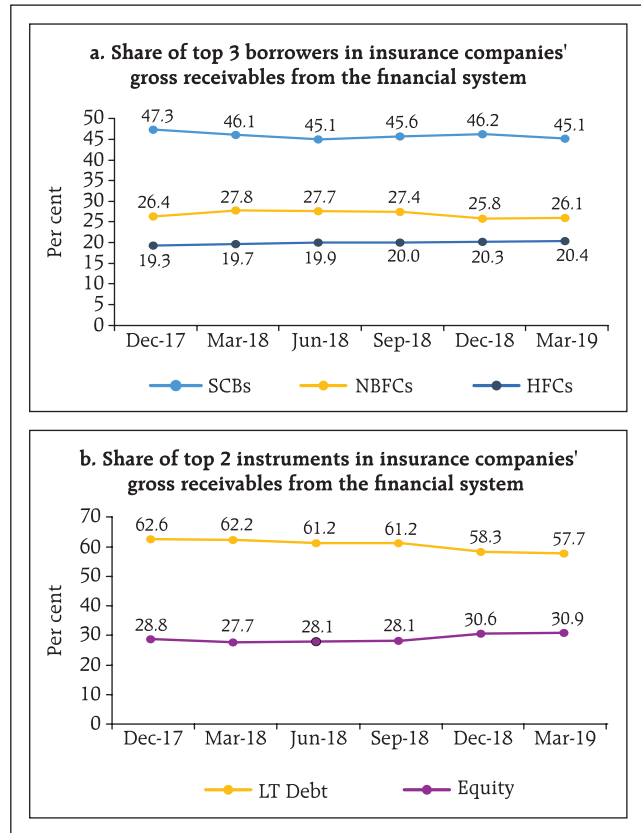 a. Share of top 3 borrowers in insurance companies'
gross receivables from the financial system
Per cent
50
45
40
35
30
25
20
15
10
5
0
47.3 46.1 45.1 45.6 46.2 45.1
26.4 27.8 27.7 27.4 25.8 26.1
19.3 19.7 19.9 20.0 20.3 20.4
Dec-17 Mar-18 Jun-18 Sep-18 Dec-18 Mar-19
SCBs NBFCs HFCs
b. Share of top 2 instruments in insurance companies'
gross receivables from the financial system
Per cent
70
60
50
40
30
20
10
0
62.6 62.2 61.2 61.2 58.3 57.7
28.8 27.7 28.1 28.1 30.6 30.9
Dec-17 Mar-18 Jun-18 Sep-18 Dec-18 Mar-19
LT Debt Equity